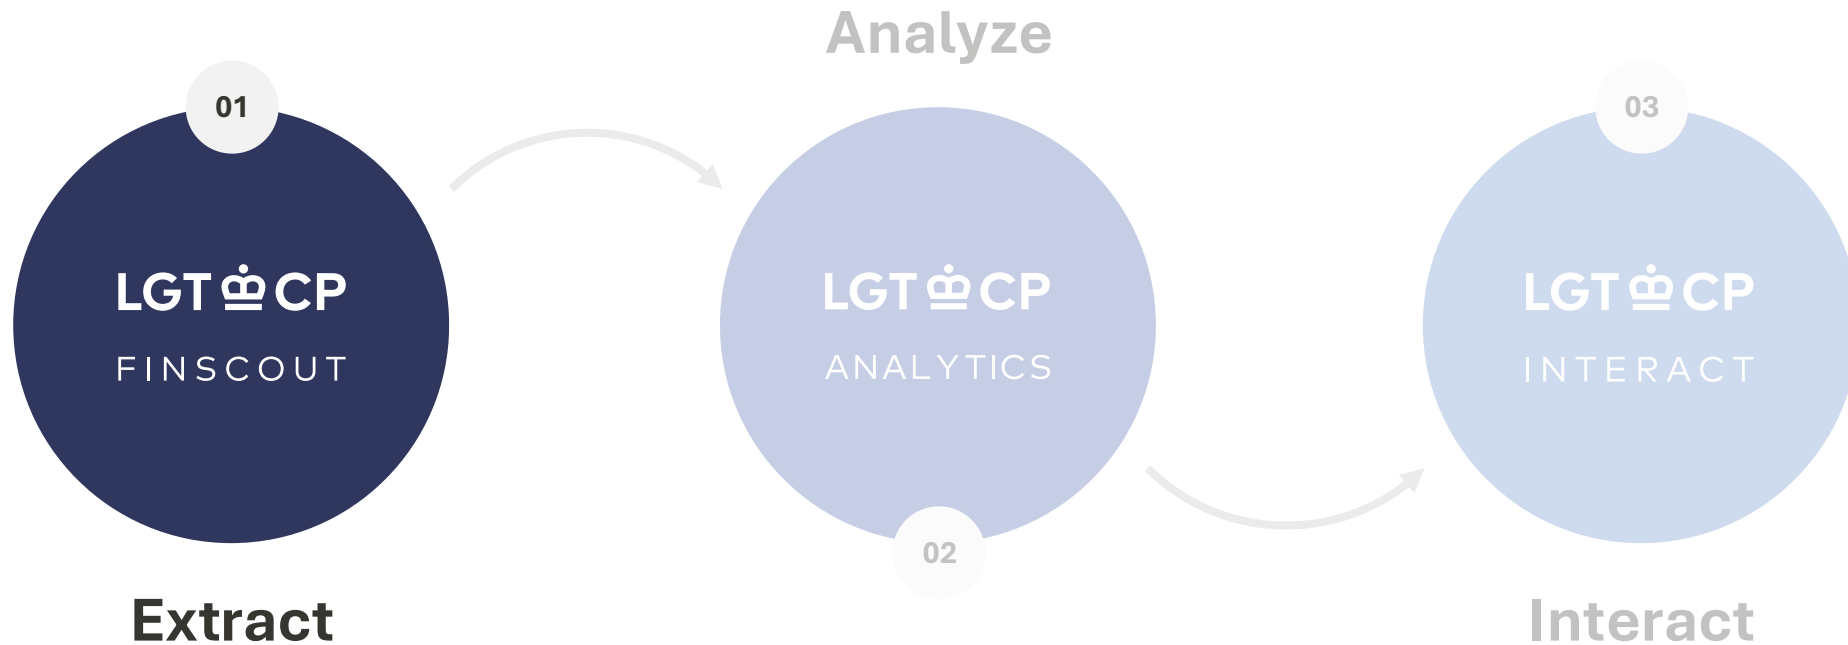 01
LGT CP
FINSCOUT
Extract
Analyze
LGT CP
ANALYTICS
02
03
LGT CP
INTERACT
Interact